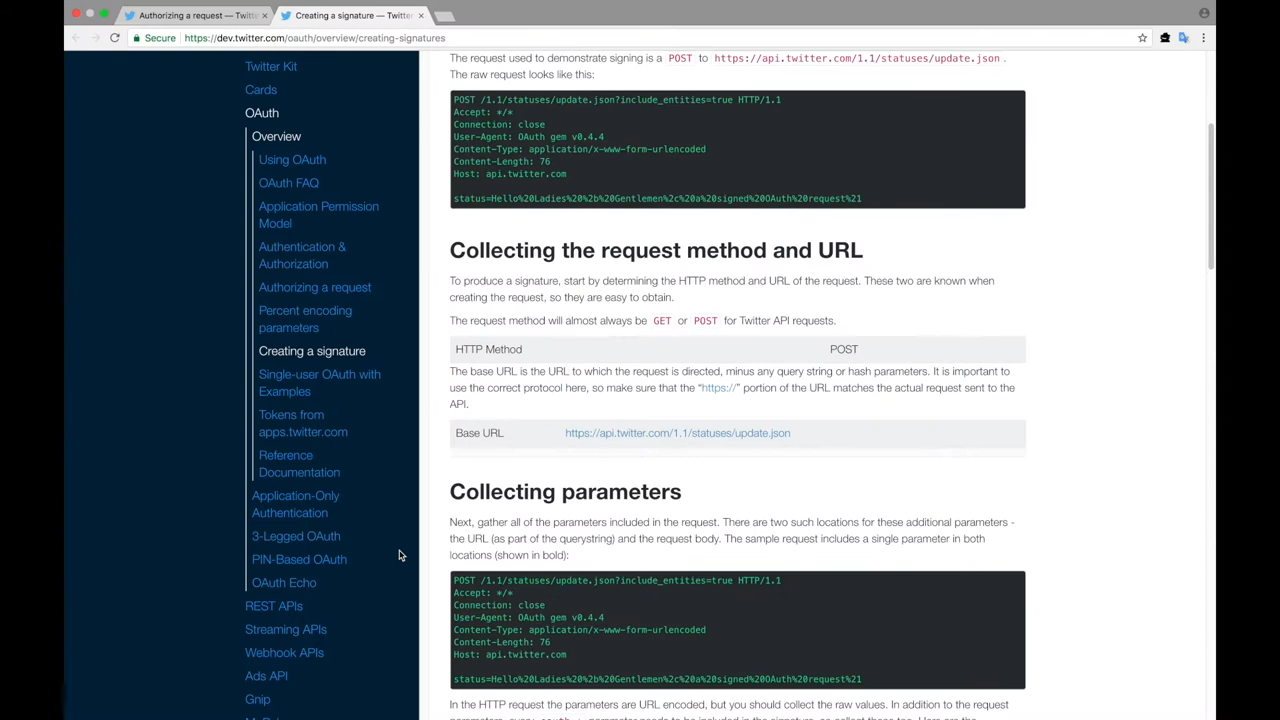 Authorizing a request — Twitte
Creating a signature — Twitte
Secure https://dev.twitter.com/oauth/overview/creating-signatures
Twitter Kit
Cards
OAuth
Overview
Using OAuth
OAuth FAQ
Application Permission
Model
Authentication &
Authorization
Authorizing a request
Percent encoding
parameters
Creating a signature
Single-user OAuth with
Examples
Tokens from
apps.twitter.com
Reference
Documentation
Application-Only
Authentication
3-Legged OAuth
PIN-Based OAuth
OAuth Echo
REST APIs
Streaming APIs
Webhook APIs
Ads API
Gnip
The request used to demonstrate signing is a POST to https://api.twitter.com/1.1/statuses/update.json .
The raw request looks like this:
POST /1.1/statuses/update.json?include_entities=true HTTP/1.1
Accept: */*
Connection: close
User-Agent: OAuth gem v0.4.4
Content-Type: application/x-www-form-urlencoded
Content-Length: 76
Host: api.twitter.com
status=Hello%20Ladies%20%2b%20Gentlemen%2c%20a%20signed%20OAuth%20request%21
Collecting the request method and URL
To produce a signature, start by determining the HTTP method and URL of the request. These two are known when
creating the request, so they are easy to obtain.
The request method will almost always be GET or POST for Twitter API requests.
HTTP Method POST
The base URL is the URL to which the request is directed, minus any query string or hash parameters. It is important to
use the correct protocol here, so make sure that the “https://” portion of the URL matches the actual request sent to the
API.
Base URL https://api.twitter.com/1.1/statuses/update.json
Collecting parameters
Next, gather all of the parameters included in the request. There are two such locations for these additional parameters -
the URL (as part of the querystring) and the request body. The sample request includes a single parameter in both
locations (shown in bold):
POST /1.1/statuses/update.json?include_entities=true HTTP/1.1
Accept: */*
Connection: close
User-Agent: OAuth gem v0.4.4
Content-Type: application/x-www-form-urlencoded
Content-Length: 76
Host: api.twitter.com
status=Hello%20Ladies%20%2b%20Gentlemen%2c%20a%20signed%20OAuth%20request%21
In the HTTP request the parameters are URL encoded, but you should collect the raw values. In addition to the request